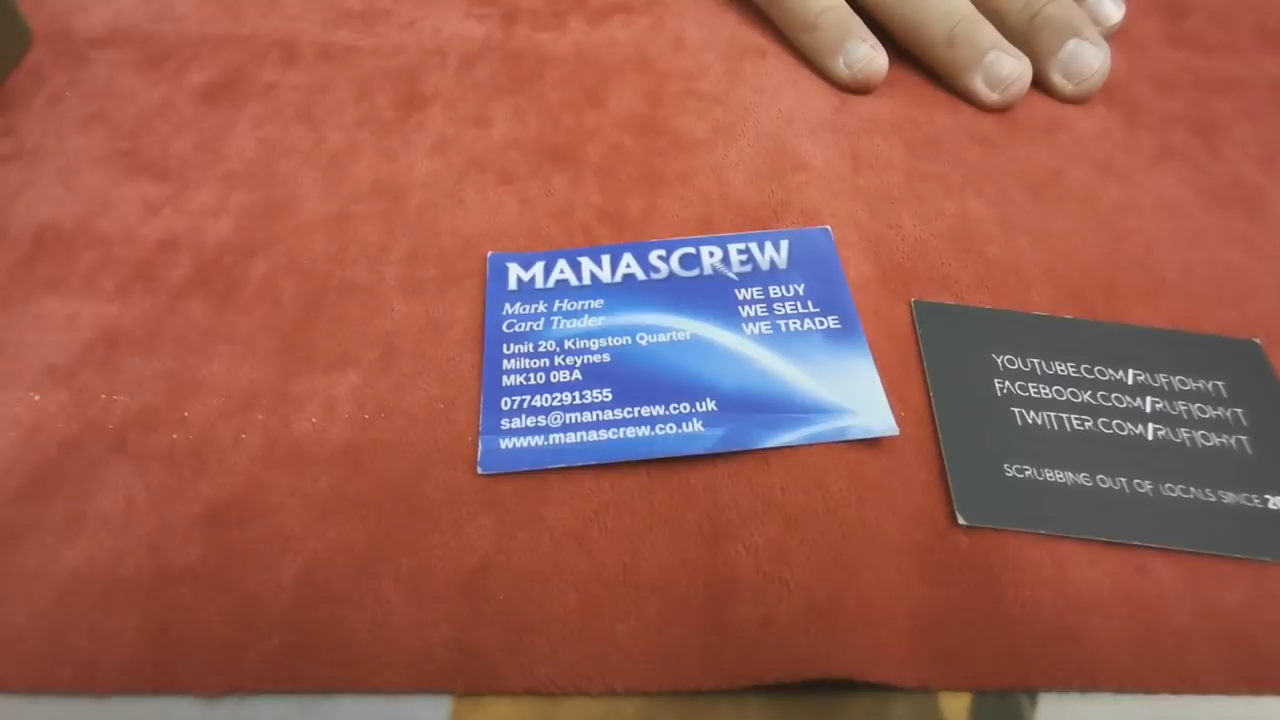 MANASCREW
Mark Horne
Card Trader
WE BUY
WE SELL
WE TRADE
Unit 20, Kingston Quarter
Milton Keynes
MK10 0BA
07740291355
sales@manascrew.co.uk
www.manascrew.co.uk
YOUTUBE.COM/RUFIOHYT
FACEBOOK.COM/RUFIOHYT
TWITTER.COM/RUFIOHYT
SCRUBBING OUT OF LOCALS SINCE